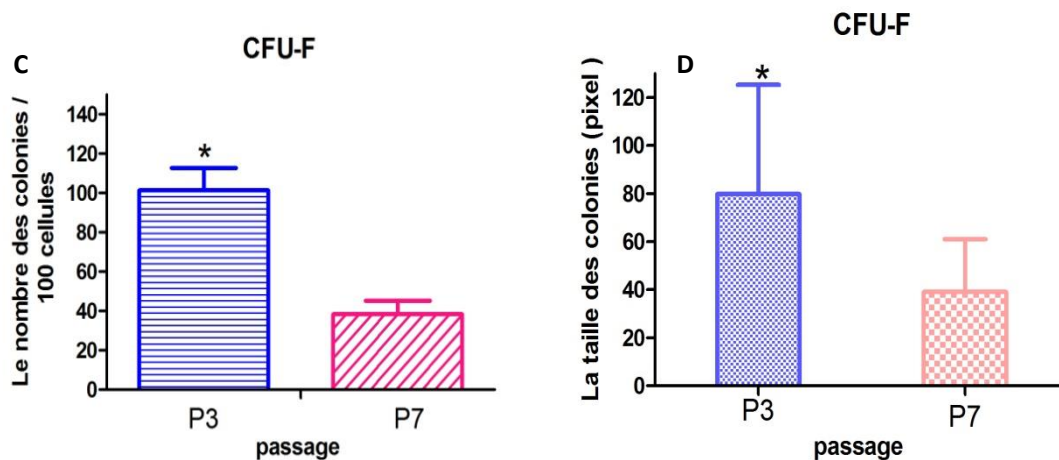 C
CFU-F
Le nombre des colonies /
100 cellules
140
120
100
80
60
40
20
0
*
P3
P7
passage
D
CFU-F
La taille des colonies (pixel )
120
100
80
60
40
20
0
*
P3
P7
passage